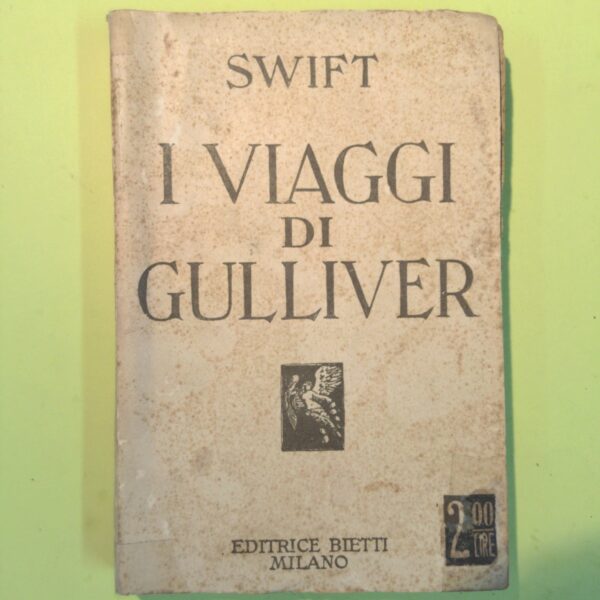 SWIFT
I VIAGGI
DI
GULLIVER
EDITRICE BIETTI
MILANO
2,00
LIRE